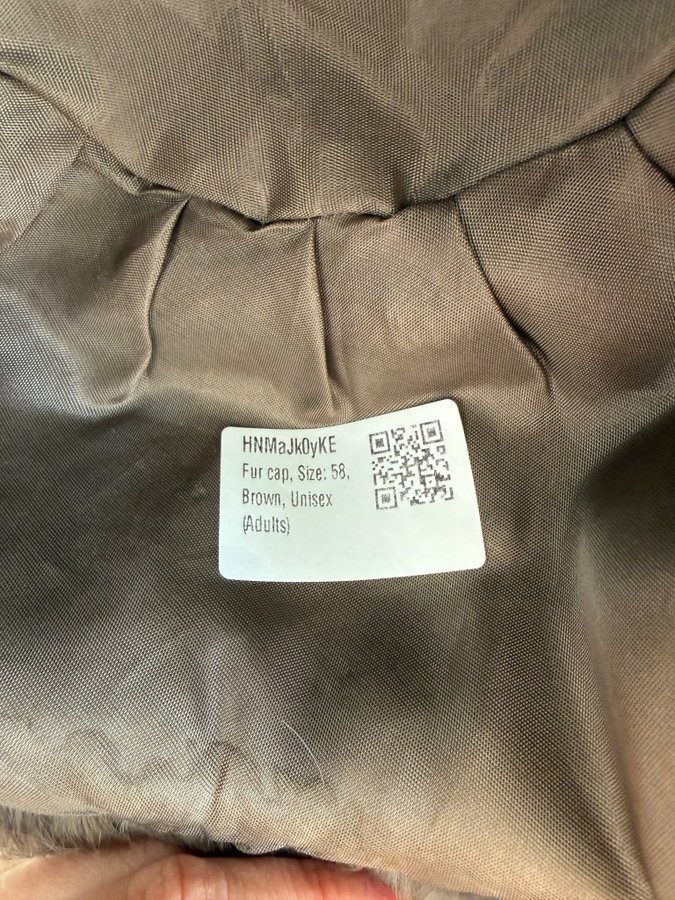 HNMaJk0yKE
Fur cap, Size: 58,
Brown, Unisex
(Adults)